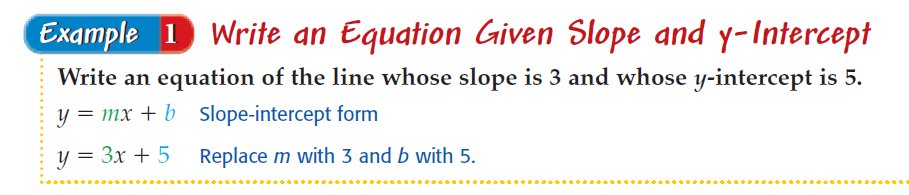 Example 1 Write an Equation Given Slope and y-Intercept
Write an equation of the line whose slope is 3 and whose y-intercept is 5.
y = mx + b Slope-intercept form
y = 3x + 5 Replace m with 3 and b with 5.